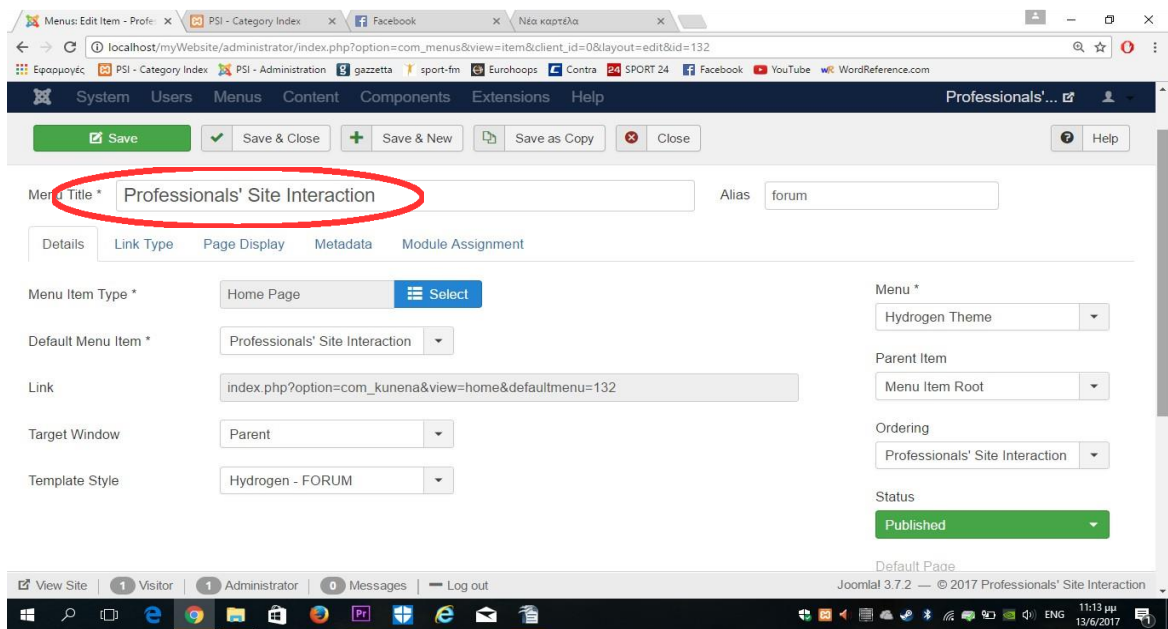 Menus: Edit Item - Profe
PSI - Category Index
Facebook
Νέα καρτέλα
localhost/myWebsite/administrator/index.php?option=com_menus&view=item&client_id=0&layout=edit&id=132
Εφαρμογές PSI - Category Index PSI - Administration gazzetta sport-fm Eurohoops Contra 24 SPORT 24 Facebook YouTube WordReference.com
System Users Menus Content Components Extensions Help Professionals'...
Save Save & Close Save & New Save as Copy Close Help
Menu Title * Professionals' Site Interaction Alias forum
Details Link Type Page Display Metadata Module Assignment
Menu Item Type * Home Page Select
Menu *
Hydrogen Theme
Default Menu Item * Professionals' Site Interaction
Parent Item
Menu Item Root
Link index.php?option=com_kunena&view=home&defaultmenu=132
Target Window Parent
Ordering
Professionals' Site Interaction
Template Style Hydrogen - FORUM
Status
Published
Default Page
View Site 1 Visitor 1 Administrator 0 Messages Log out Joomla! 3.7.2 — © 2017 Professionals' Site Interaction
Pr ENG 11:13 μμ
13/6/2017